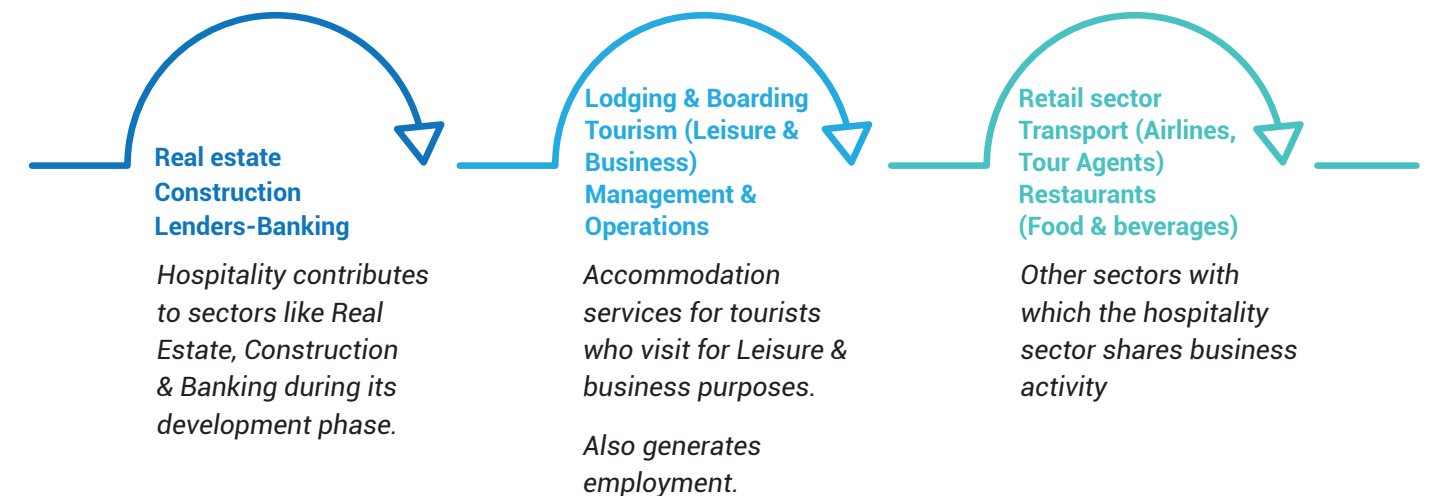 Real estate
Construction
Lenders-Banking
Hospitality contributes
to sectors like Real
Estate, Construction
& Banking during its
development phase.
Lodging & Boarding
Tourism (Leisure &
Business)
Management &
Operations
Accommodation
services for tourists
who visit for Leisure &
business purposes.
Also generates
employment.
Retail sector
Transport (Airlines,
Tour Agents)
Restaurants
(Food & beverages)
Other sectors with
which the hospitality
sector shares business
activity